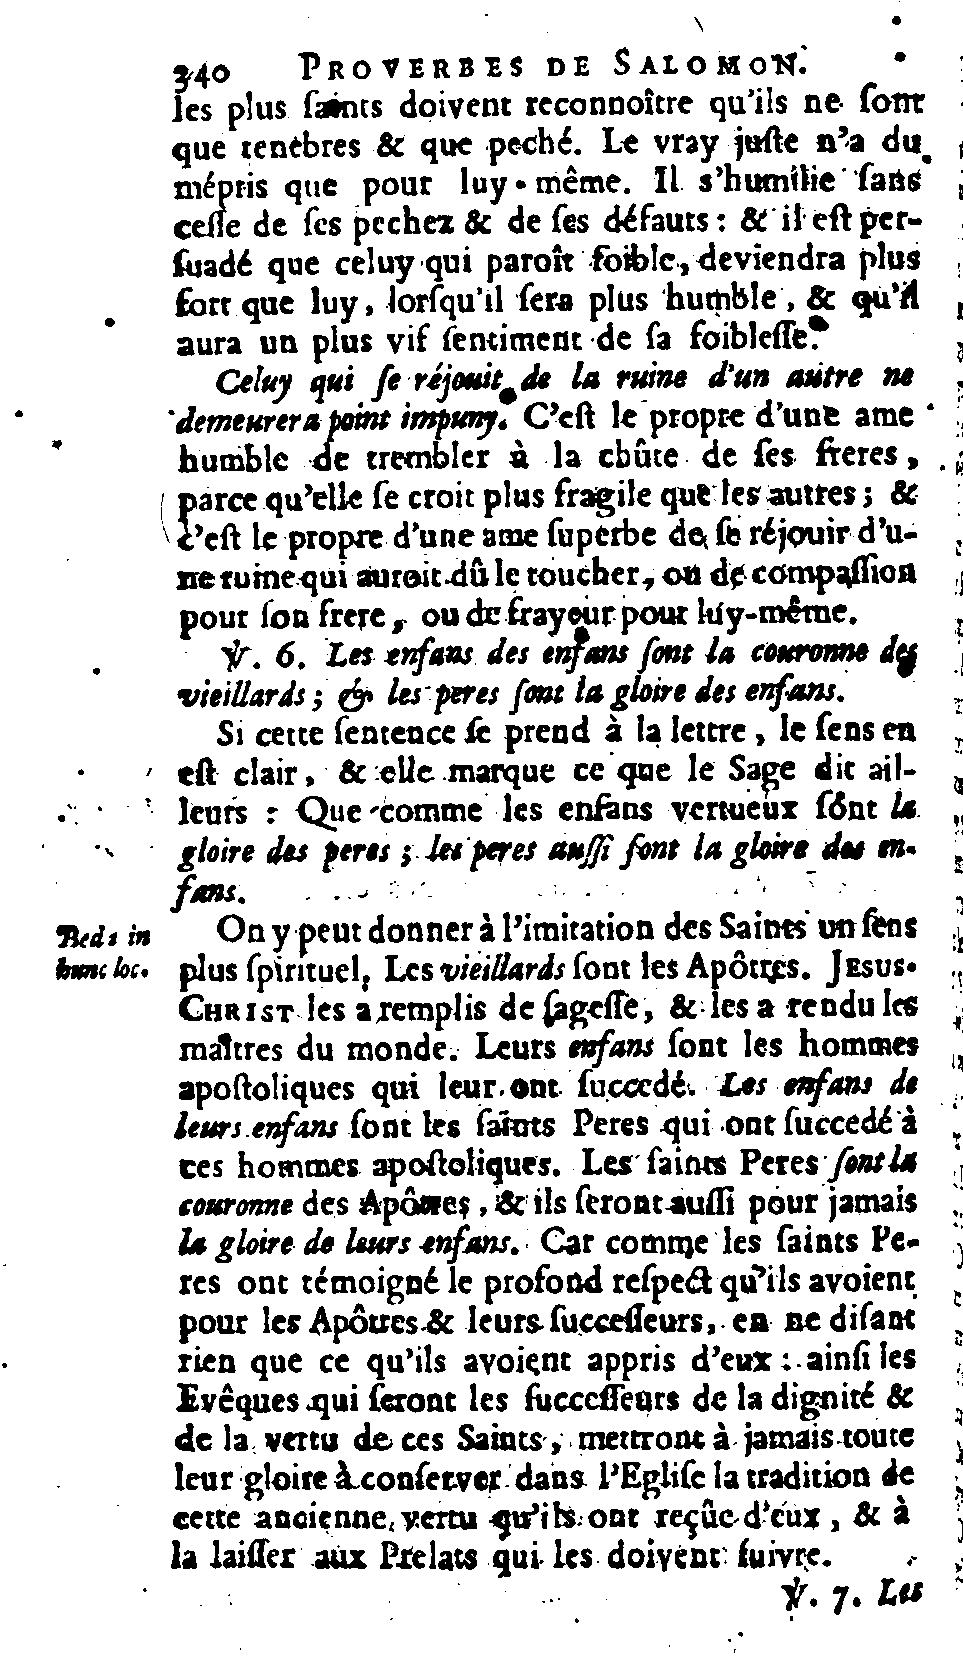 340 PROVERBES DE SALOMON.
les plus ſaints doivent reconnoître qu'ils ne ſont
que tenebres & que peché. Le vray juſte n'a du
mépris que pour luy-même. Il s'humilie ſans
ceſſe de ſes pechez & de ſes défauts : & il eſt per-
ſuadé que celuy qui paroît foible, deviendra plus
fort que luy, lorſqu'il ſera plus humble, & qu'il
aura un plus vif ſentiment de ſa foibleſſe.
Celuy qui ſe réjouit de la ruine d'un autre ne
demeurera point impuny. C'eſt le propre d'une ame
humble de trembler à la chûte de ſes freres,
parce qu'elle ſe croit plus fragile que les autres ; &
c'eſt le propre d'une ame ſuperbe de ſe réjouir d'u-
ne ruine qui auroit dû le toucher, ou de compaſſion
pour ſon frere, ou de frayeur pour luy-même.
℣. 6. Les enfans des enfans ſont la couronne des
vieillards ; & les peres ſont la gloire des enfans.
Si cette ſentence ſe prend à la lettre, le ſens en
eſt clair, & elle marque ce que le Sage dit ail-
leurs : Que comme les enfans vertueux ſont la
gloire des peres ; les peres auſſi ſont la gloire des en-
fans.
On y peut donner à l'imitation des Saints un ſens
Beda in
hunc loc.
plus ſpirituel, Les vieillards ſont les Apôtres. JESUS-
CHRIST les a remplis de ſageſſe, & les a rendu les
maîtres du monde. Leurs enfans ſont les hommes
apoſtoliques qui leur ont ſuccedé. Les enfans de
leurs enfans ſont les ſaints Peres qui ont ſuccedé à
ces hommes apoſtoliques. Les ſaints Peres ſont la
couronne des Apôtres, & ils ſeront auſſi pour jamais
la gloire de leurs enfans. Car comme les ſaints Pe-
res ont témoigné le profond reſpect qu'ils avoient
pour les Apôtres & leurs ſucceſſeurs, en ne diſant
rien que ce qu'ils avoient appris d'eux : ainſi les
Evêques qui ſeront les ſucceſſeurs de la dignité &
de la vertu de ces Saints, mettront à jamais toute
leur gloire à conſerver dans l'Egliſe la tradition de
cette ancienne vertu qu'ils ont reçûe d'eux, & à
la laiſſer aux Prelats qui les doivent ſuivre.
℣. 7. Les